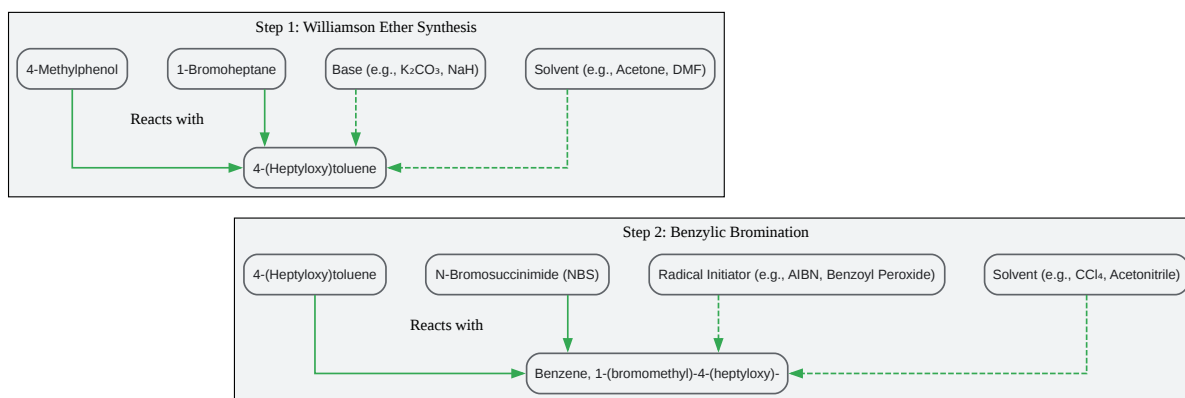 Step 1: Williamson Ether Synthesis
4-Methylphenol
1-Bromoheptane
Base (e.g., K₂CO₃, NaH)
Solvent (e.g., Acetone, DMF)
Reacts with
4-(Heptyloxy)toluene
Step 2: Benzylic Bromination
4-(Heptyloxy)toluene
N-Bromosuccinimide (NBS)
Radical Initiator (e.g., AIBN, Benzoyl Peroxide)
Solvent (e.g., CCl₄, Acetonitrile)
Reacts with
Benzene, 1-(bromomethyl)-4-(heptyloxy)-